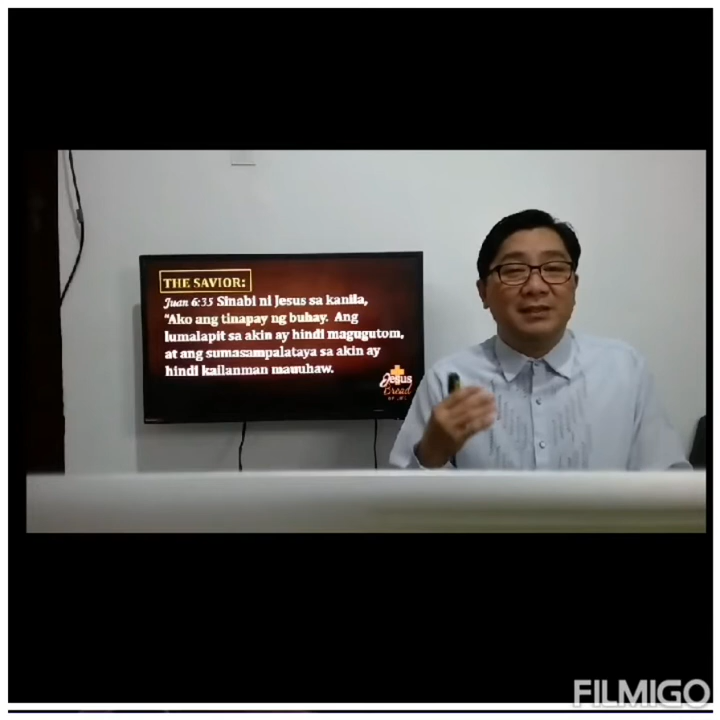 THE SAVIOR:
Juan 6:35 Sinabi ni Jesus sa kanila,
"Ako ang tinapay ng buhay. Ang
lumalapit sa akin ay hindi magugutom,
at ang sumasampalataya sa akin ay
hindi kailanman mauuhaw.
Jesus
Bread
FILMIGO